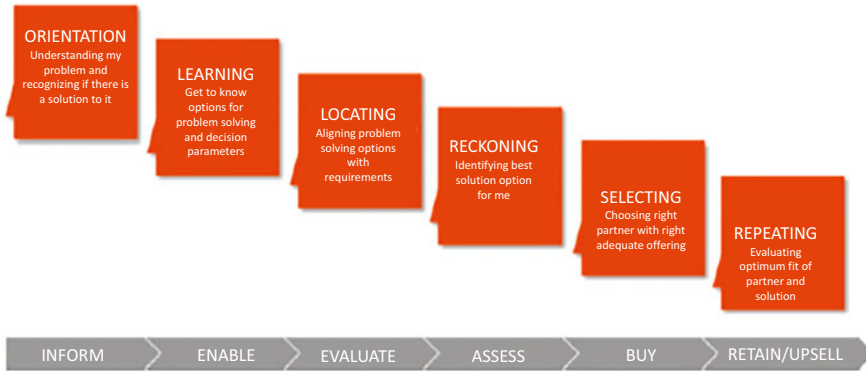 ORIENTATION
Understanding my
problem and
recognizing if there is
a solution to it
LEARNING
Get to know
options for
problem solving
and decision
parameters
LOCATING
Aligning problem
solving options
with
requirements
RECKONING
Identifying best
solution option
for me
SELECTING
Choosing right
partner with right
adequate offering
REPEATING
Evaluating
optimum fit of
partner and
solution
INFORM
ENABLE
EVALUATE
ASSESS
BUY
RETAIN/UPSELL